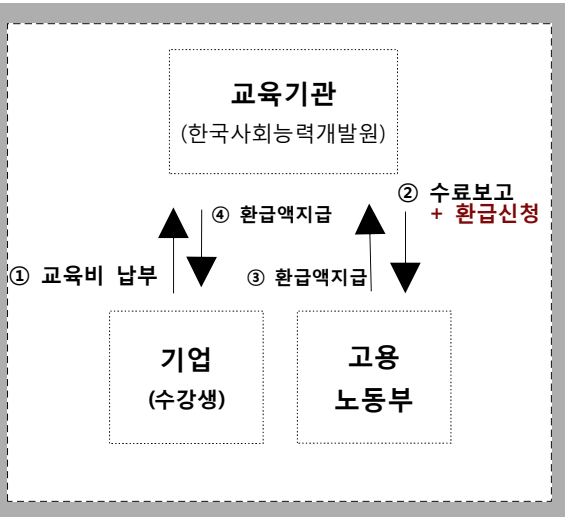 교육기관
(한국사회능력개발원)
② 수료보고
+ 환급신청
④ 환급액지급
① 교육비 납부
③ 환급액지급
기업
(수강생)
고용
노동부